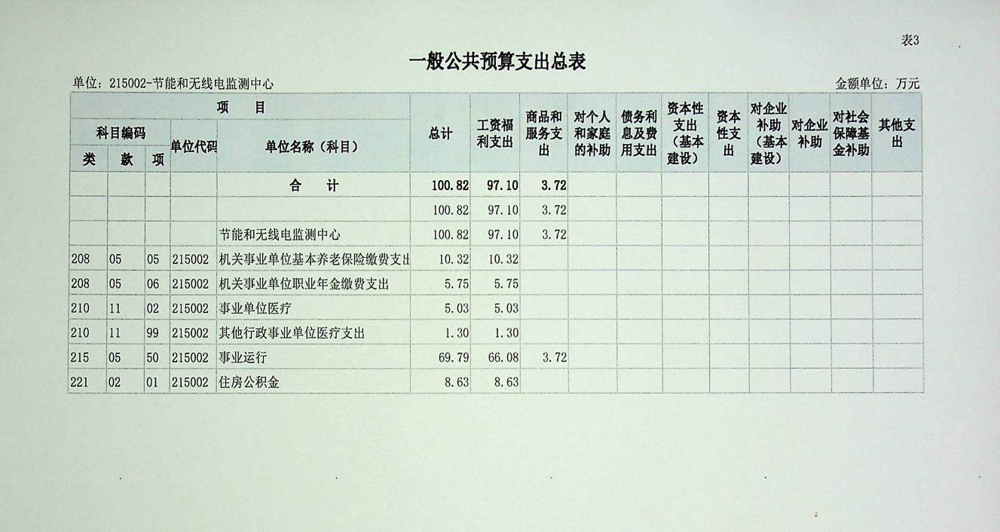 表3
一般公共预算支出总表
单位：215002-节能和无线电监测中心 金额单位：万元
项 目 总计 工资福利支出 商品和服务支出 对个人和家庭的补助 债务利息及费用支出 资本性支出（基本建设） 资本性支出 对企业补助（基本建设） 对企业补助 对社会保障基金补助 其他支出
科目编码 单位代码 单位名称（科目）
类 款 项
合 计 100.82 97.10 3.72
100.82 97.10 3.72
节能和无线电监测中心 100.82 97.10 3.72
208 05 05 215002 机关事业单位基本养老保险缴费支出 10.32 10.32
208 05 06 215002 机关事业单位职业年金缴费支出 5.75 5.75
210 11 02 215002 事业单位医疗 5.03 5.03
210 11 99 215002 其他行政事业单位医疗支出 1.30 1.30
215 05 50 215002 事业运行 69.79 66.08 3.72
221 02 01 215002 住房公积金 8.63 8.63